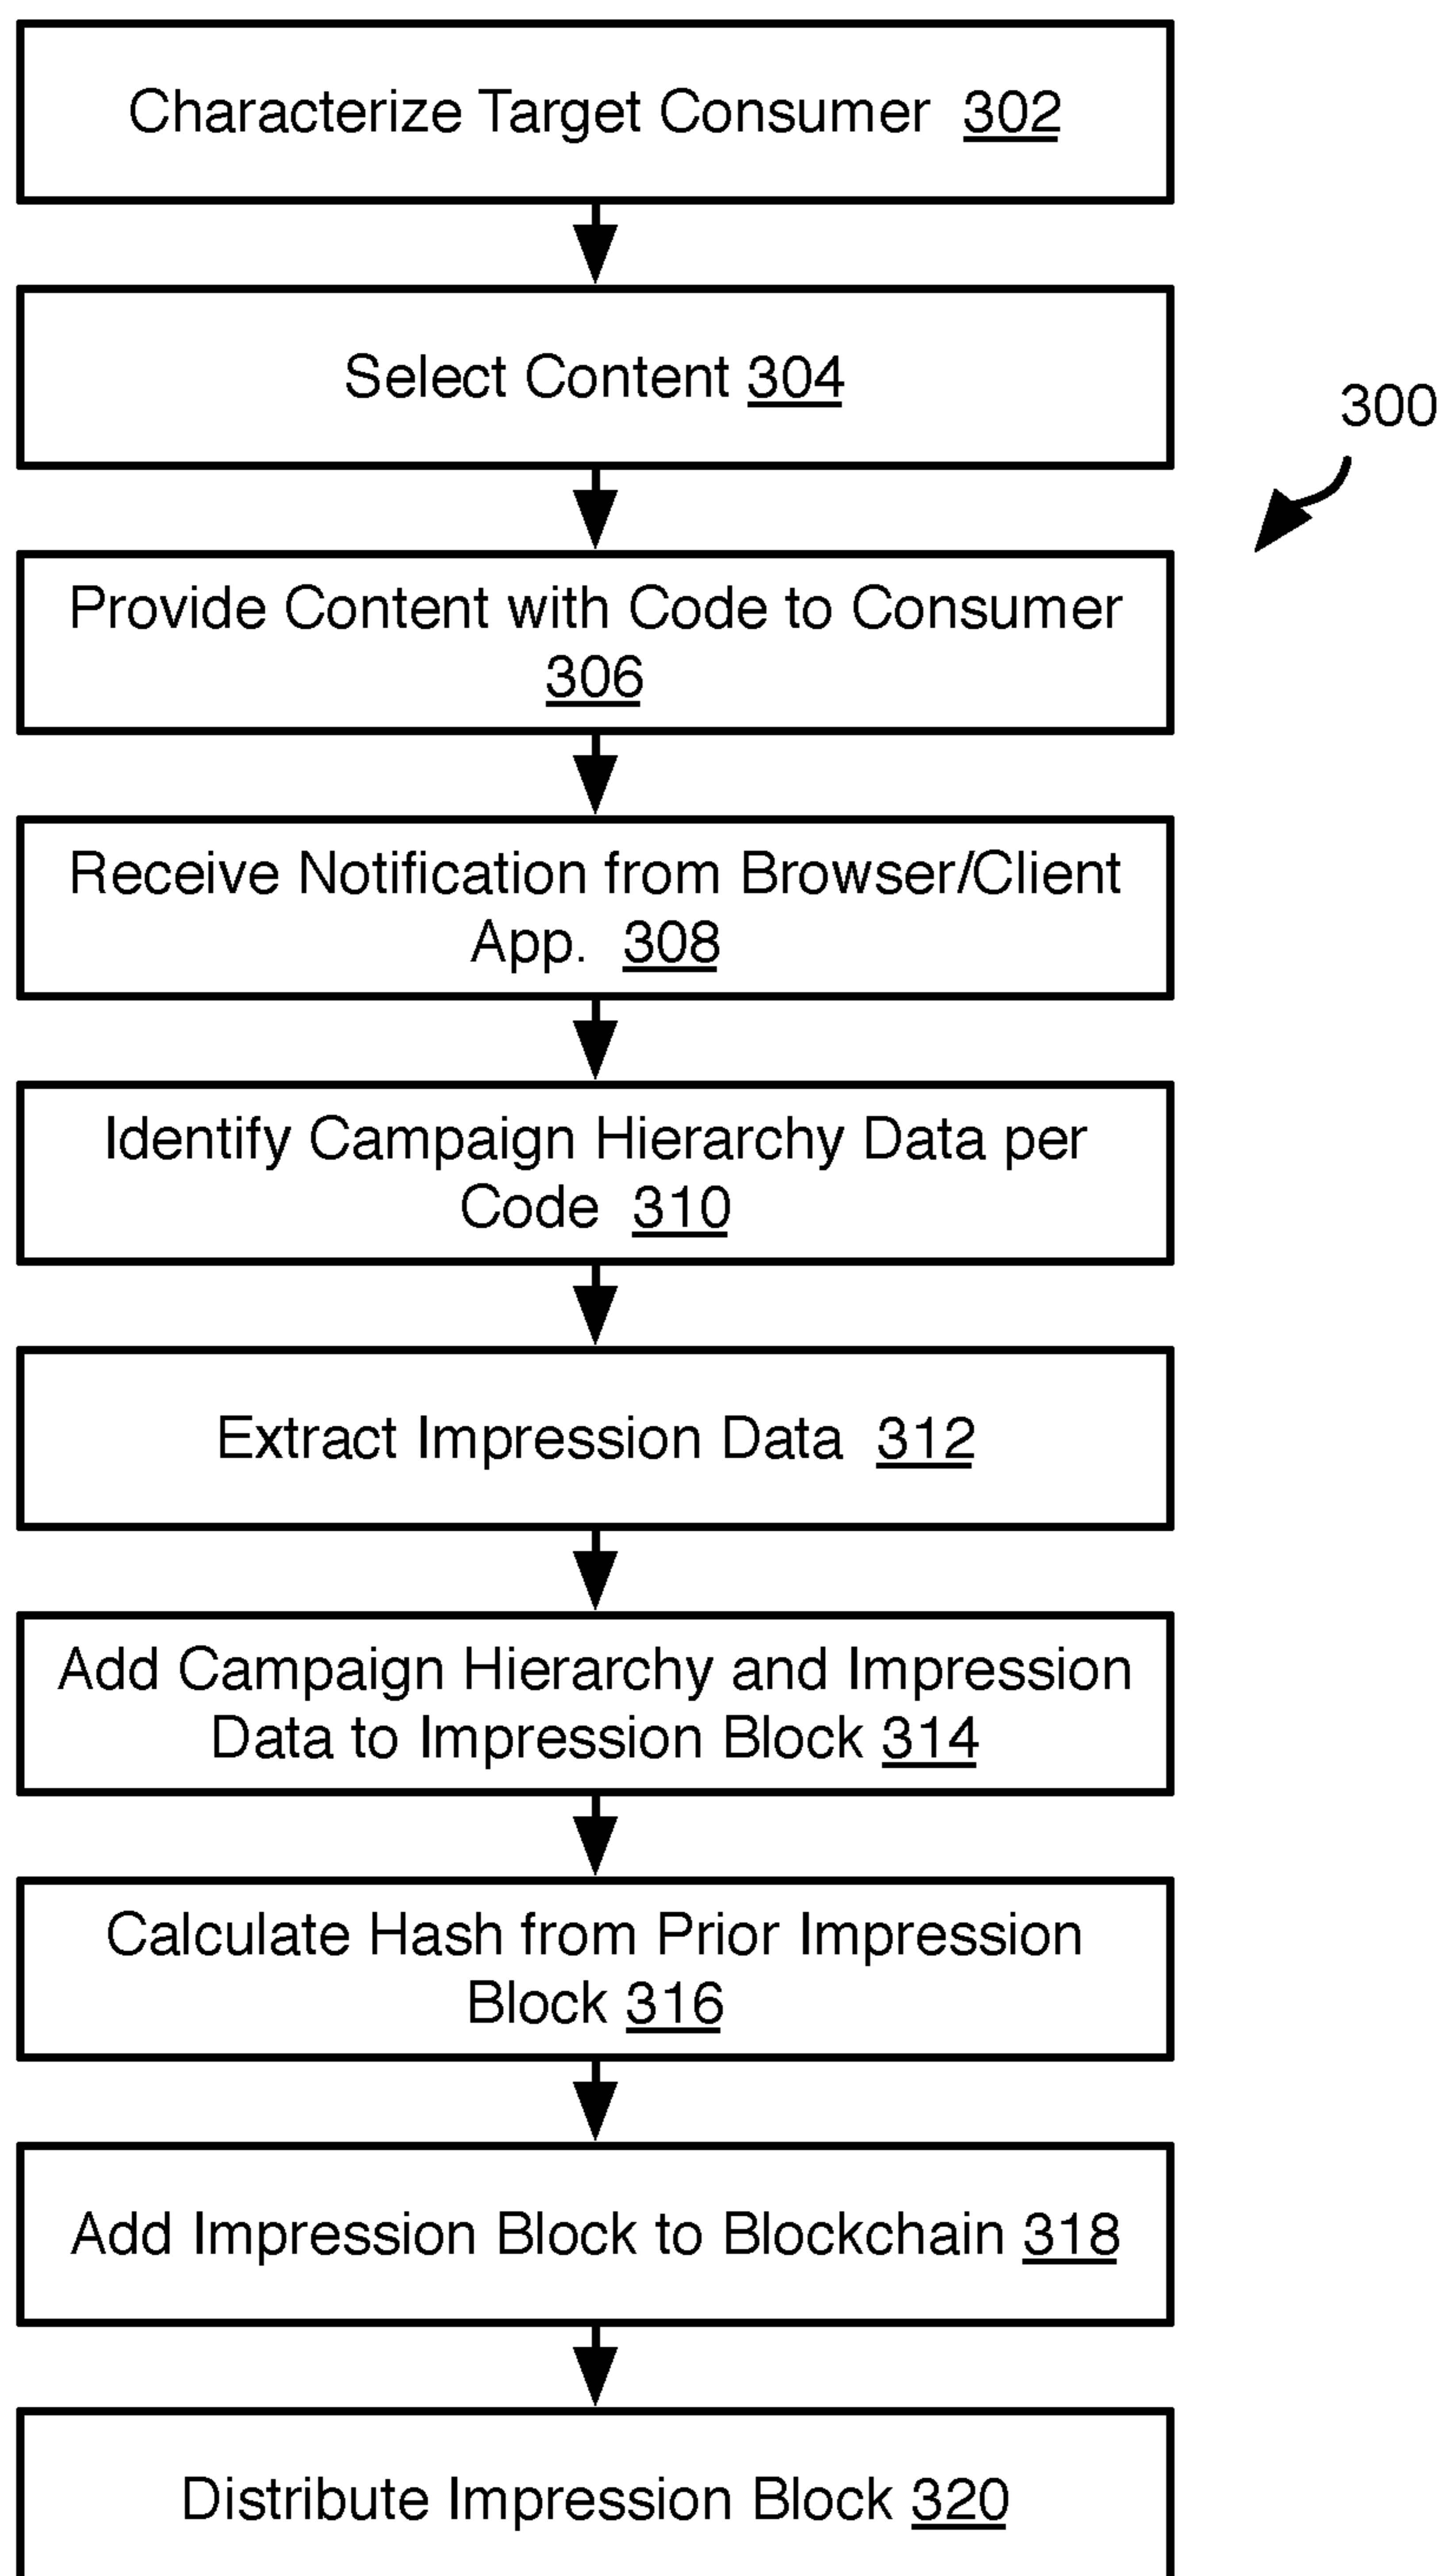 Characterize Target Consumer 302
Select Content 304
300
Provide Content with Code to Consumer
306
Receive Notification from Browser/Client
App. 308
Identify Campaign Hierarchy Data per
Code 310
Extract Impression Data 312
Add Campaign Hierarchy and Impression
Data to Impression Block 314
Calculate Hash from Prior Impression
Block 316
Add Impression Block to Blockchain 318
Distribute Impression Block 320